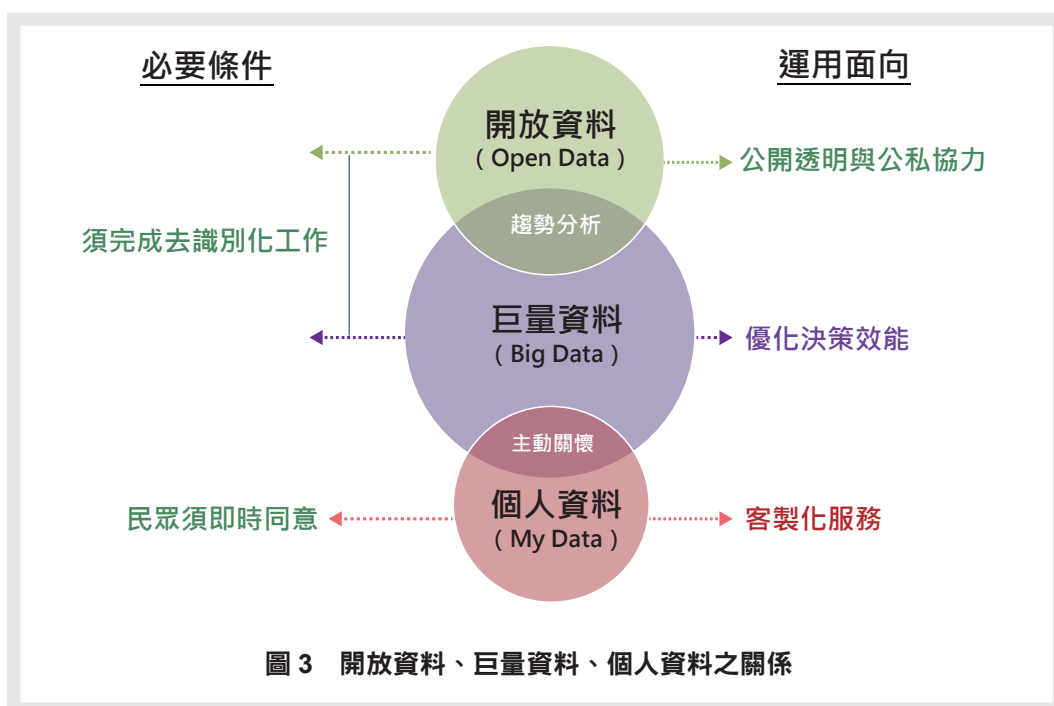 必要條件
運用面向
開放資料
（Open Data）
公開透明與公私協力
趨勢分析
須完成去識別化工作
巨量資料
（Big Data）
優化決策效能
主動關懷
民眾須即時同意
個人資料
（My Data）
客製化服務
圖 3　開放資料、巨量資料、個人資料之關係